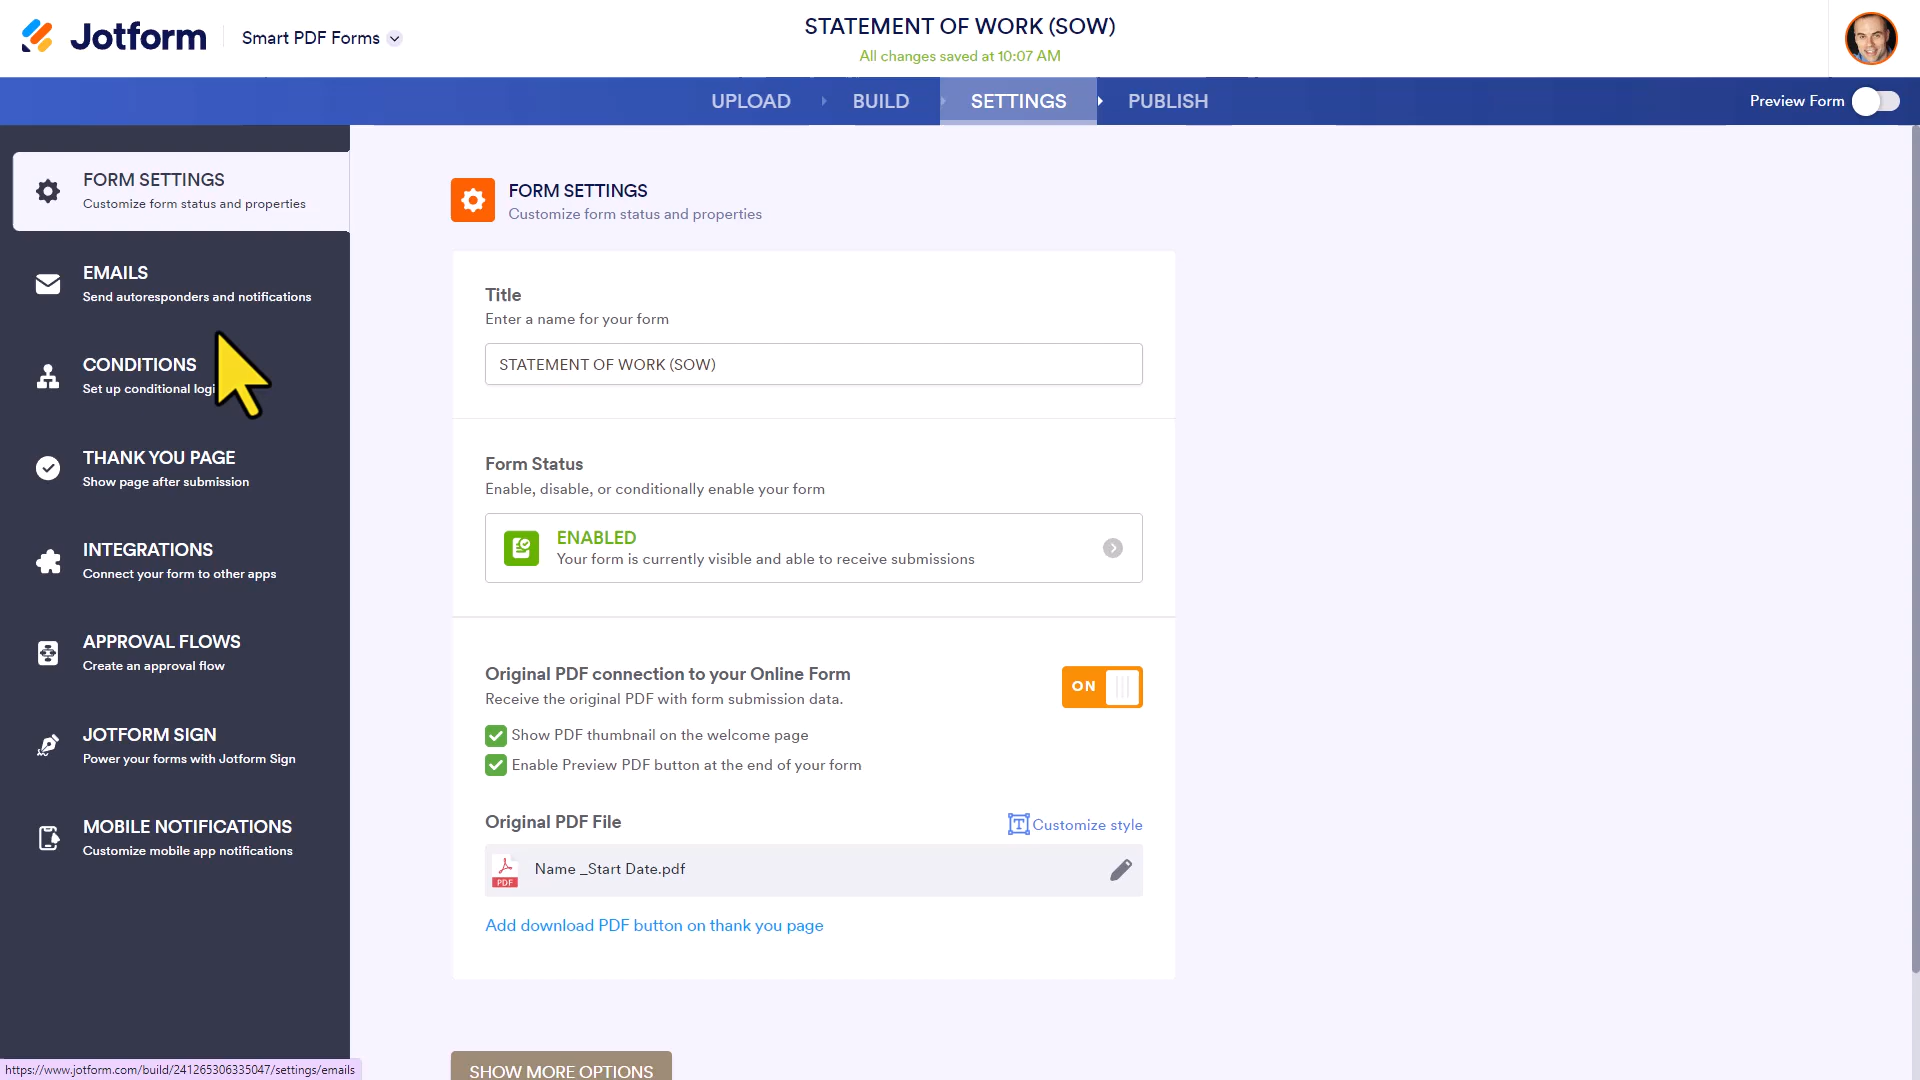 Jotform
Smart PDF Forms
STATEMENT OF WORK (SOW)
All changes saved at 10:07 AM
UPLOAD
BUILD
SETTINGS
PUBLISH
Preview Form
FORM SETTINGS
Customize form status and properties
EMAILS
Send autoresponders and notifications
CONDITIONS
Set up conditional logi
THANK YOU PAGE
Show page after submission
INTEGRATIONS
Connect your form to other apps
APPROVAL FLOWS
Create an approval flow
JOTFORM SIGN
Power your forms with Jotform Sign
MOBILE NOTIFICATIONS
Customize mobile app notifications
FORM SETTINGS
Customize form status and properties
Title
Enter a name for your form
STATEMENT OF WORK (SOW)
Form Status
Enable, disable, or conditionally enable your form
ENABLED
Your form is currently visible and able to receive submissions
Original PDF connection to your Online Form
Receive the original PDF with form submission data.
ON
Show PDF thumbnail on the welcome page
Enable Preview PDF button at the end of your form
Original PDF File
Customize style
PDF
Name _Start Date.pdf
Add download PDF button on thank you page
SHOW MORE OPTIONS
https://www.jotform.com/build/241265306335047/settings/emails